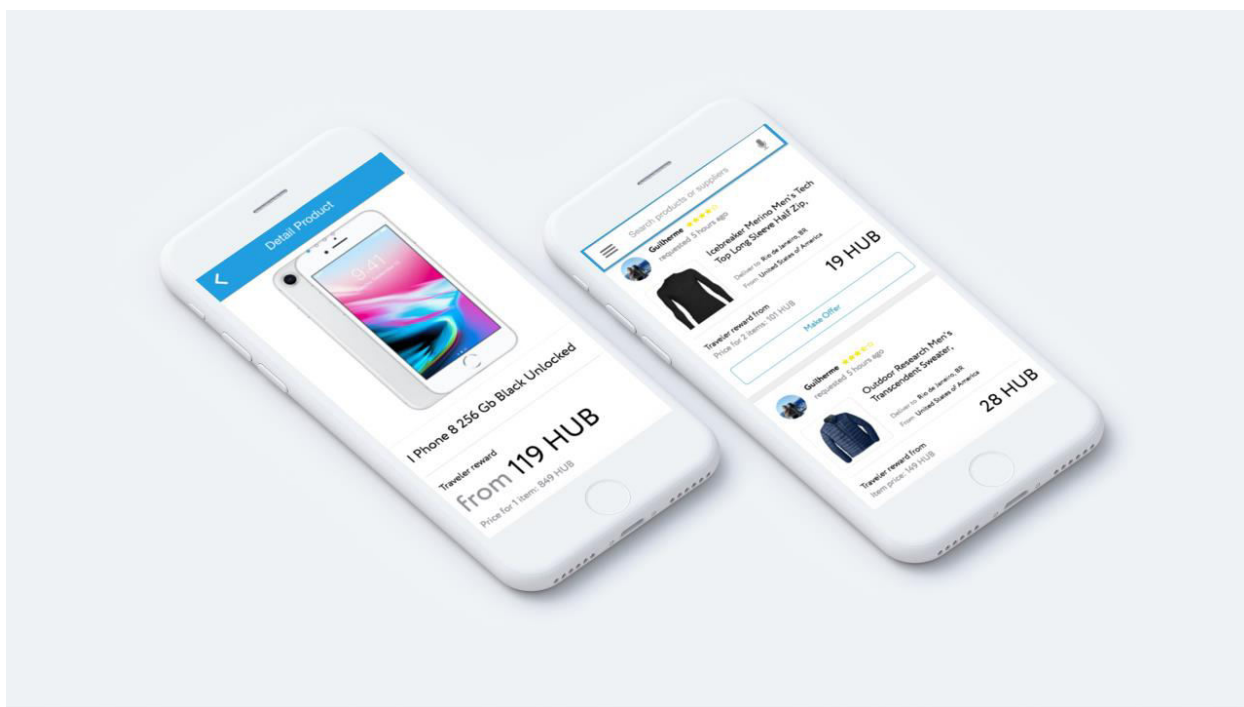 Detail Product
9:41
I Phone 8 256 Gb Black Unlocked
Traveler reward
from 119 HUB
Price for 1 item: 849 HUB
Search products or suppliers
Guilherme
requested 5 hours ago
Icebreaker Merino Men's Tech
Top Long Sleeve Half Zip,
Deliver to Rio de Janeiro, BR
From United States of America
Traveler reward from
19 HUB
Price for 2 items: 101 HUB
Make Offer
Guilherme
requested 5 hours ago
Outdoor Research Men's
Transcendent Sweater,
Deliver to Rio de Janeiro, BR
From United States of America
Traveler reward from
28 HUB
Item price: 149 HUB